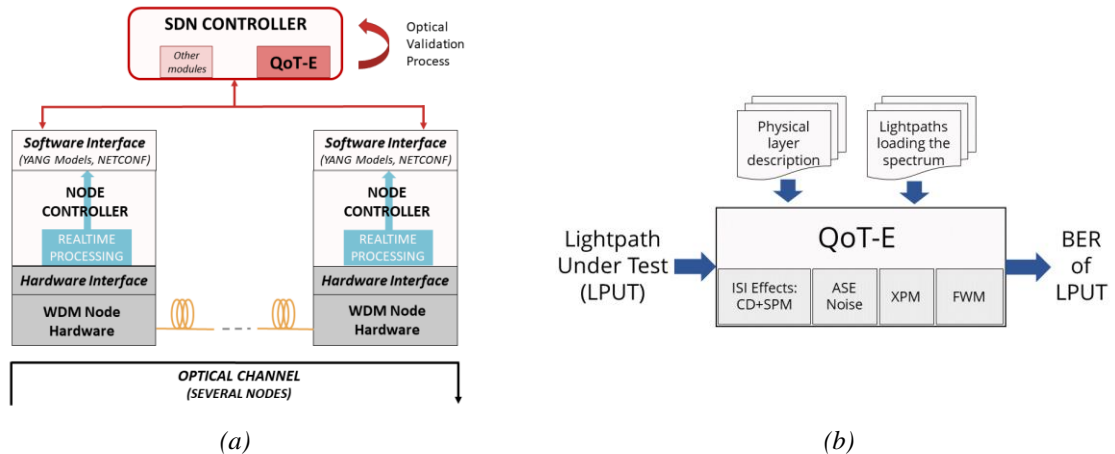 SDN CONTROLLER
Other
modules
QoT-E
Optical
Validation
Process
Software Interface
(YANG Models, NETCONF)
NODE
CONTROLLER
REALTIME
PROCESSING
Hardware Interface
WDM Node
Hardware
Software Interface
(YANG Models, NETCONF)
NODE
CONTROLLER
REALTIME
PROCESSING
Hardware Interface
WDM Node
Hardware
OPTICAL CHANNEL
(SEVERAL NODES)
(a)
Physical
layer
description
Lightpaths
loading the
spectrum
Lightpath
Under Test
(LPUT)
QoT-E
ISI Effects:
CD+SPM
ASE
Noise
XPM
FWM
BER
of
LPUT
(b)